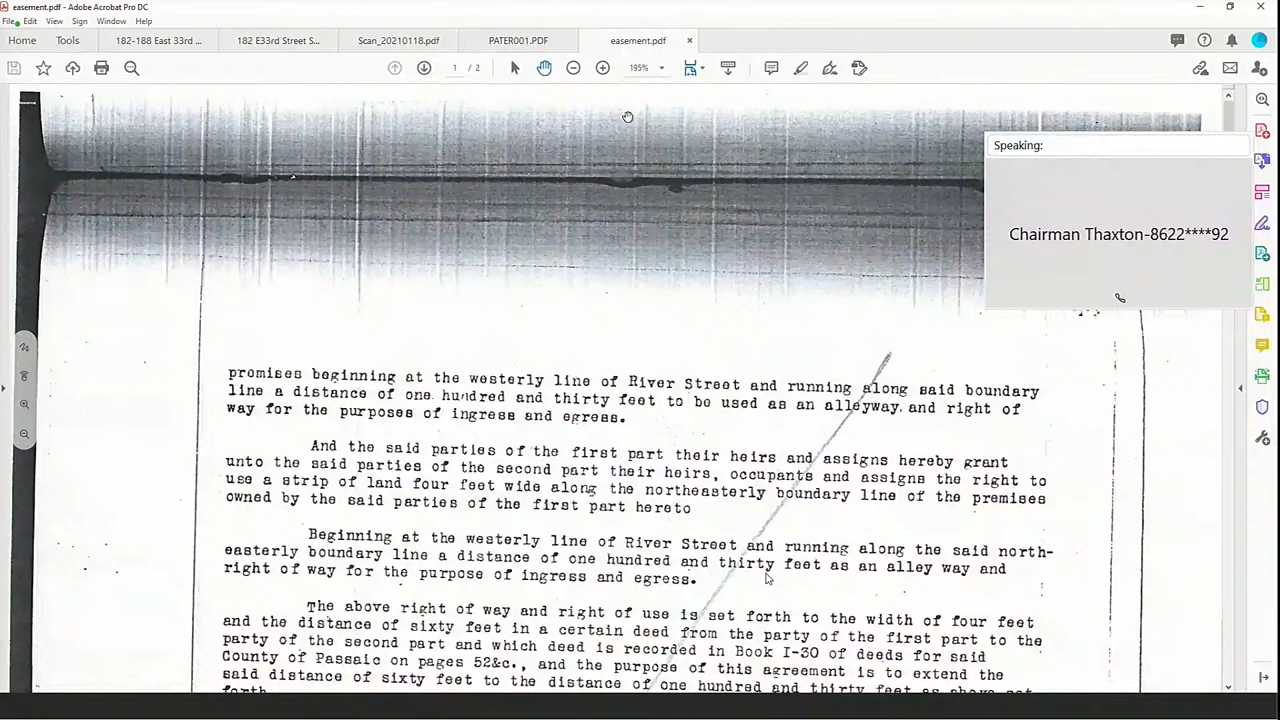 easement.pdf - Adobe Acrobat Pro DC
File Edit View Sign Window Help
Home Tools 182-188 East 33rd ... 182 E33rd Street S... Scan_20210118.pdf PATER001.PDF easement.pdf ×
1 / 2 195%
Speaking:
Chairman Thaxton-8622****92
premises beginning at the westerly line of River Street and running along said boundary
line a distance of one hundred and thirty feet to be used as an alleyway and right of
way for the purposes of ingress and egress.
And the said parties of the first part their heirs and assigns hereby grant
unto the said parties of the second part their heirs, occupants and assigns the right to
use a strip of land four feet wide along the northeasterly boundary line of the premises
owned by the said parties of the first part hereto
Beginning at the westerly line of River Street and running along the said north-
easterly boundary line a distance of one hundred and thirty feet as an alley way and
right of way for the purpose of ingress and egress.
The above right of way and right of use is set forth to the width of four feet
and the distance of sixty feet in a certain deed from the party of the first part to the
party of the second part and which deed is recorded in Book I-30 of deeds for said
County of Passaic on pages 52&c., and the purpose of this agreement is to extend the
said distance of sixty feet to the distance of one hundred and thirty feet as above set
forth